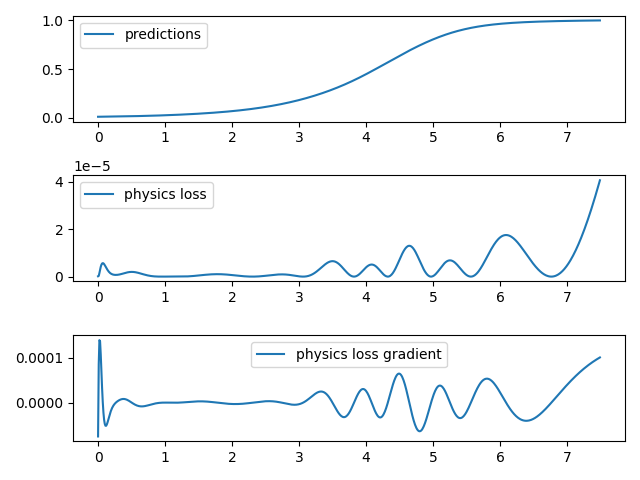 1.0
0.5
0.0
predictions
0 1 2 3 4 5 6 7
1e−5
4
2
0
physics loss
0 1 2 3 4 5 6 7
0.0001
0.0000
physics loss gradient
0 1 2 3 4 5 6 7